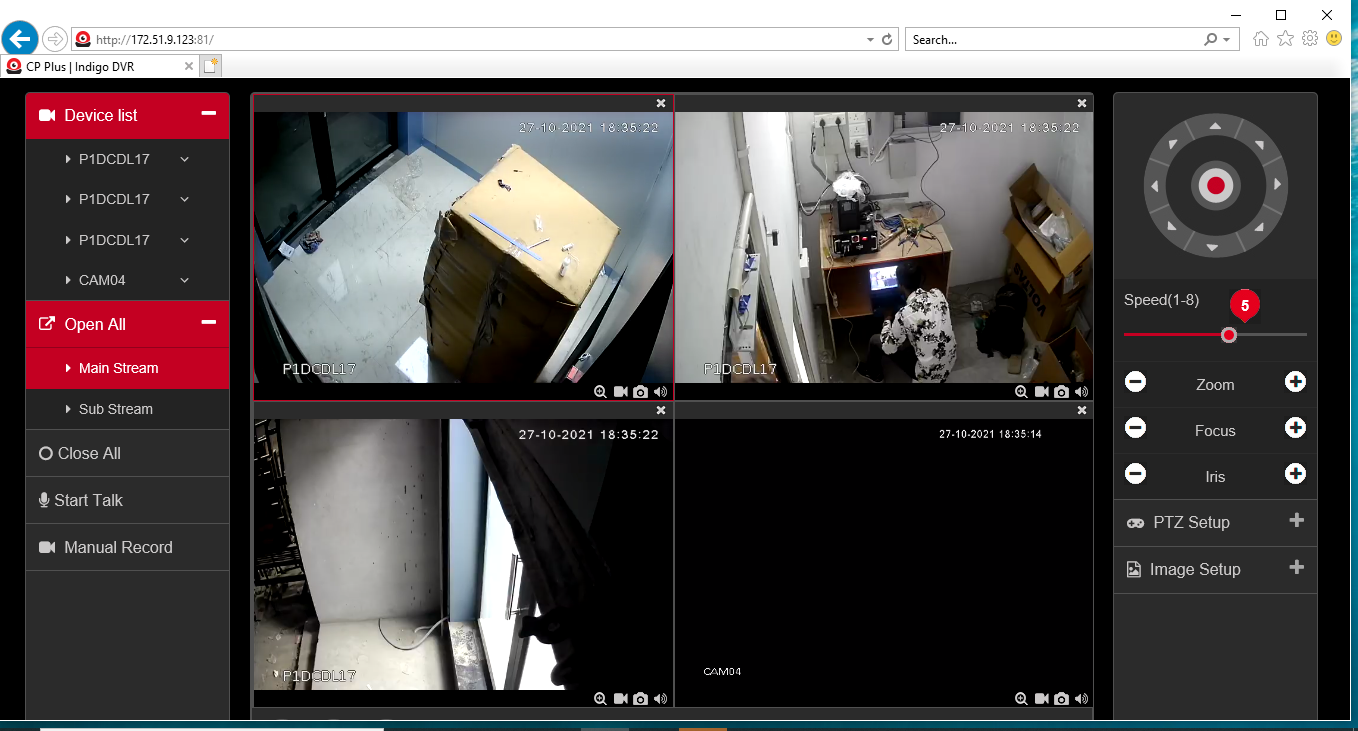 http://172.51.9.123:81/
Search...
CP Plus | Indigo DVR
Device list
P1DCDL17
P1DCDL17
P1DCDL17
CAM04
Open All
Main Stream
Sub Stream
Close All
Start Talk
Manual Record
27-10-2021 18:35:22
P1DCDL17
27-10-2021 18:35:22
P1DCDL17
27-10-2021 18:35:22
P1DCDL17
27-10-2021 18:35:14
CAM04
Speed(1-8)
5
Zoom
Focus
Iris
PTZ Setup
Image Setup